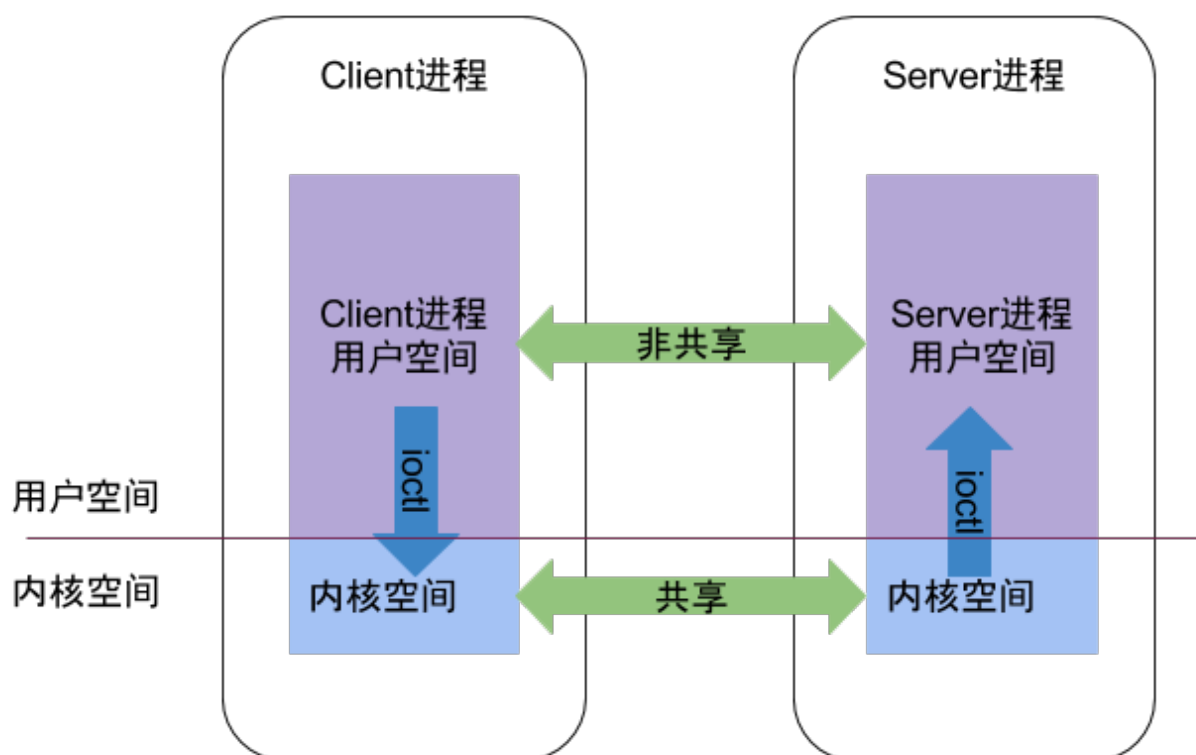 Client进程
Server进程
Client进程
用户空间
非共享
Server进程
用户空间
ioctl
ioctl
用户空间
内核空间
内核空间
共享
内核空间